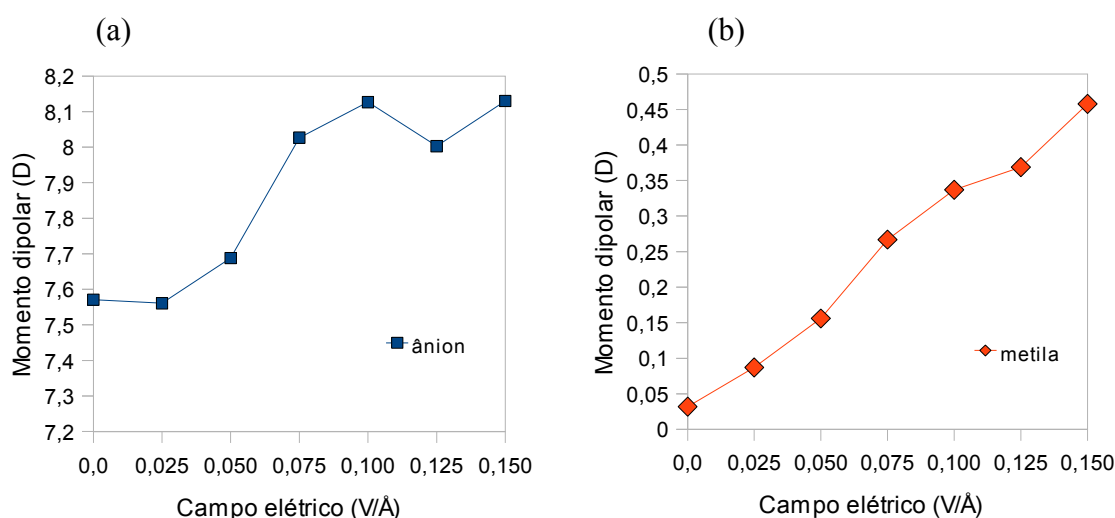 (a)
8,2
8,1
8
7,9
7,8
7,7
7,6
7,5
7,4
7,3
7,2
Momento dipolar (D)
ânion
0,0 0,025 0,050 0,075 0,100 0,125 0,150
Campo elétrico (V/Å)
(b)
0,5
0,45
0,4
0,35
0,3
0,25
0,2
0,15
0,1
0,05
0
Momento dipolar (D)
metila
0,0 0,025 0,050 0,075 0,100 0,125 0,150
Campo elétrico (V/Å)